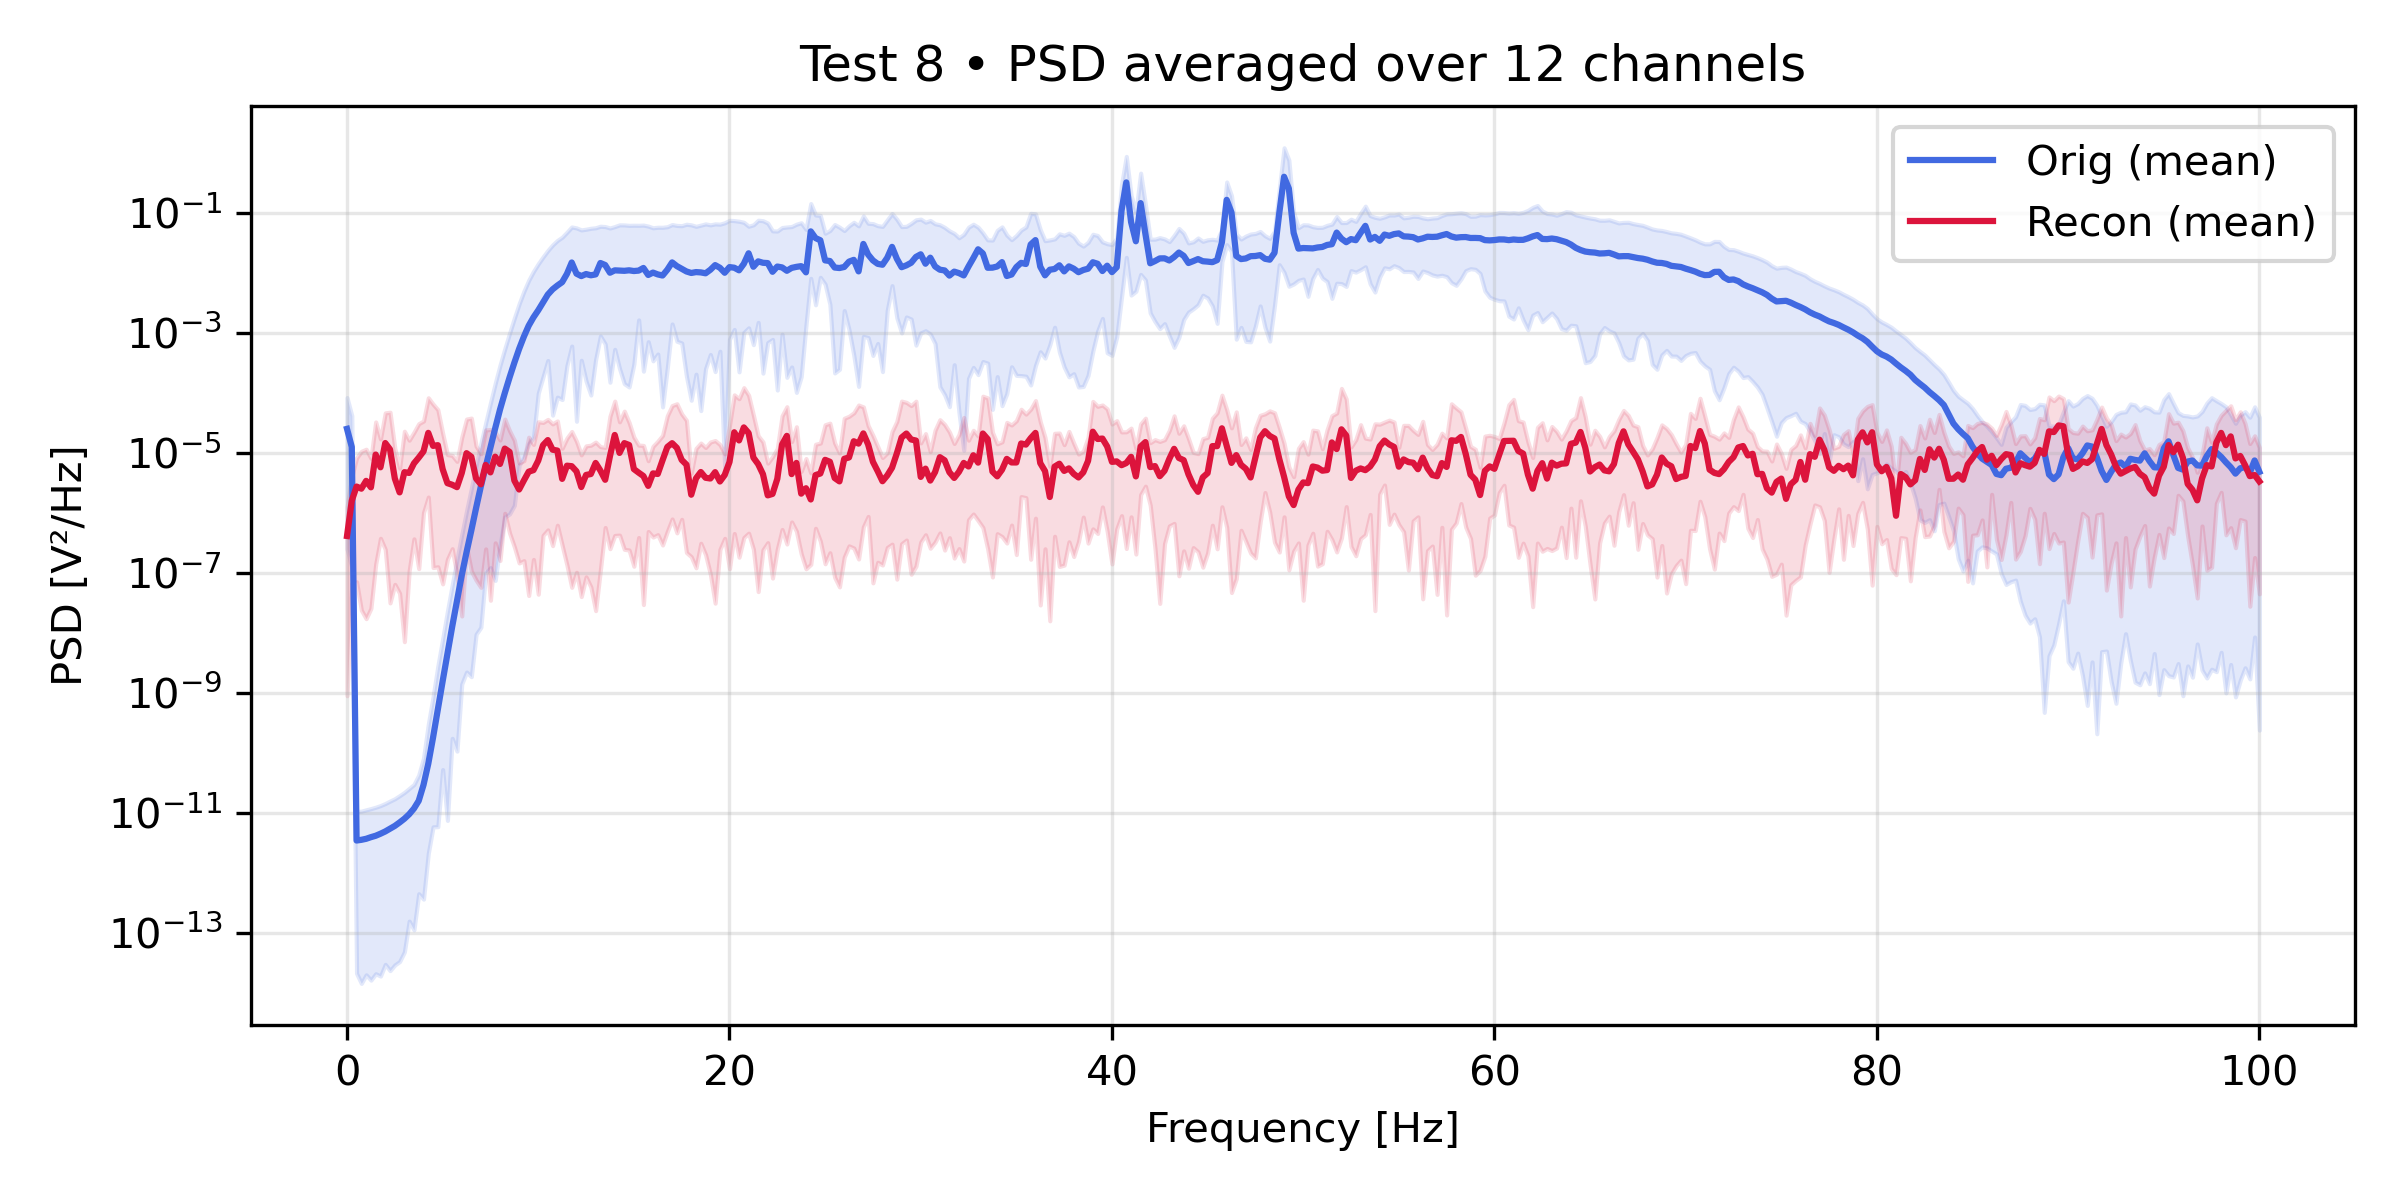 Test 8 • PSD averaged over 12 channels
Orig (mean)
Recon (mean)
PSD [V²/Hz]
10⁻¹
10⁻³
10⁻⁵
10⁻⁷
10⁻⁹
10⁻¹¹
10⁻¹³
0 20 40 60 80 100
Frequency [Hz]